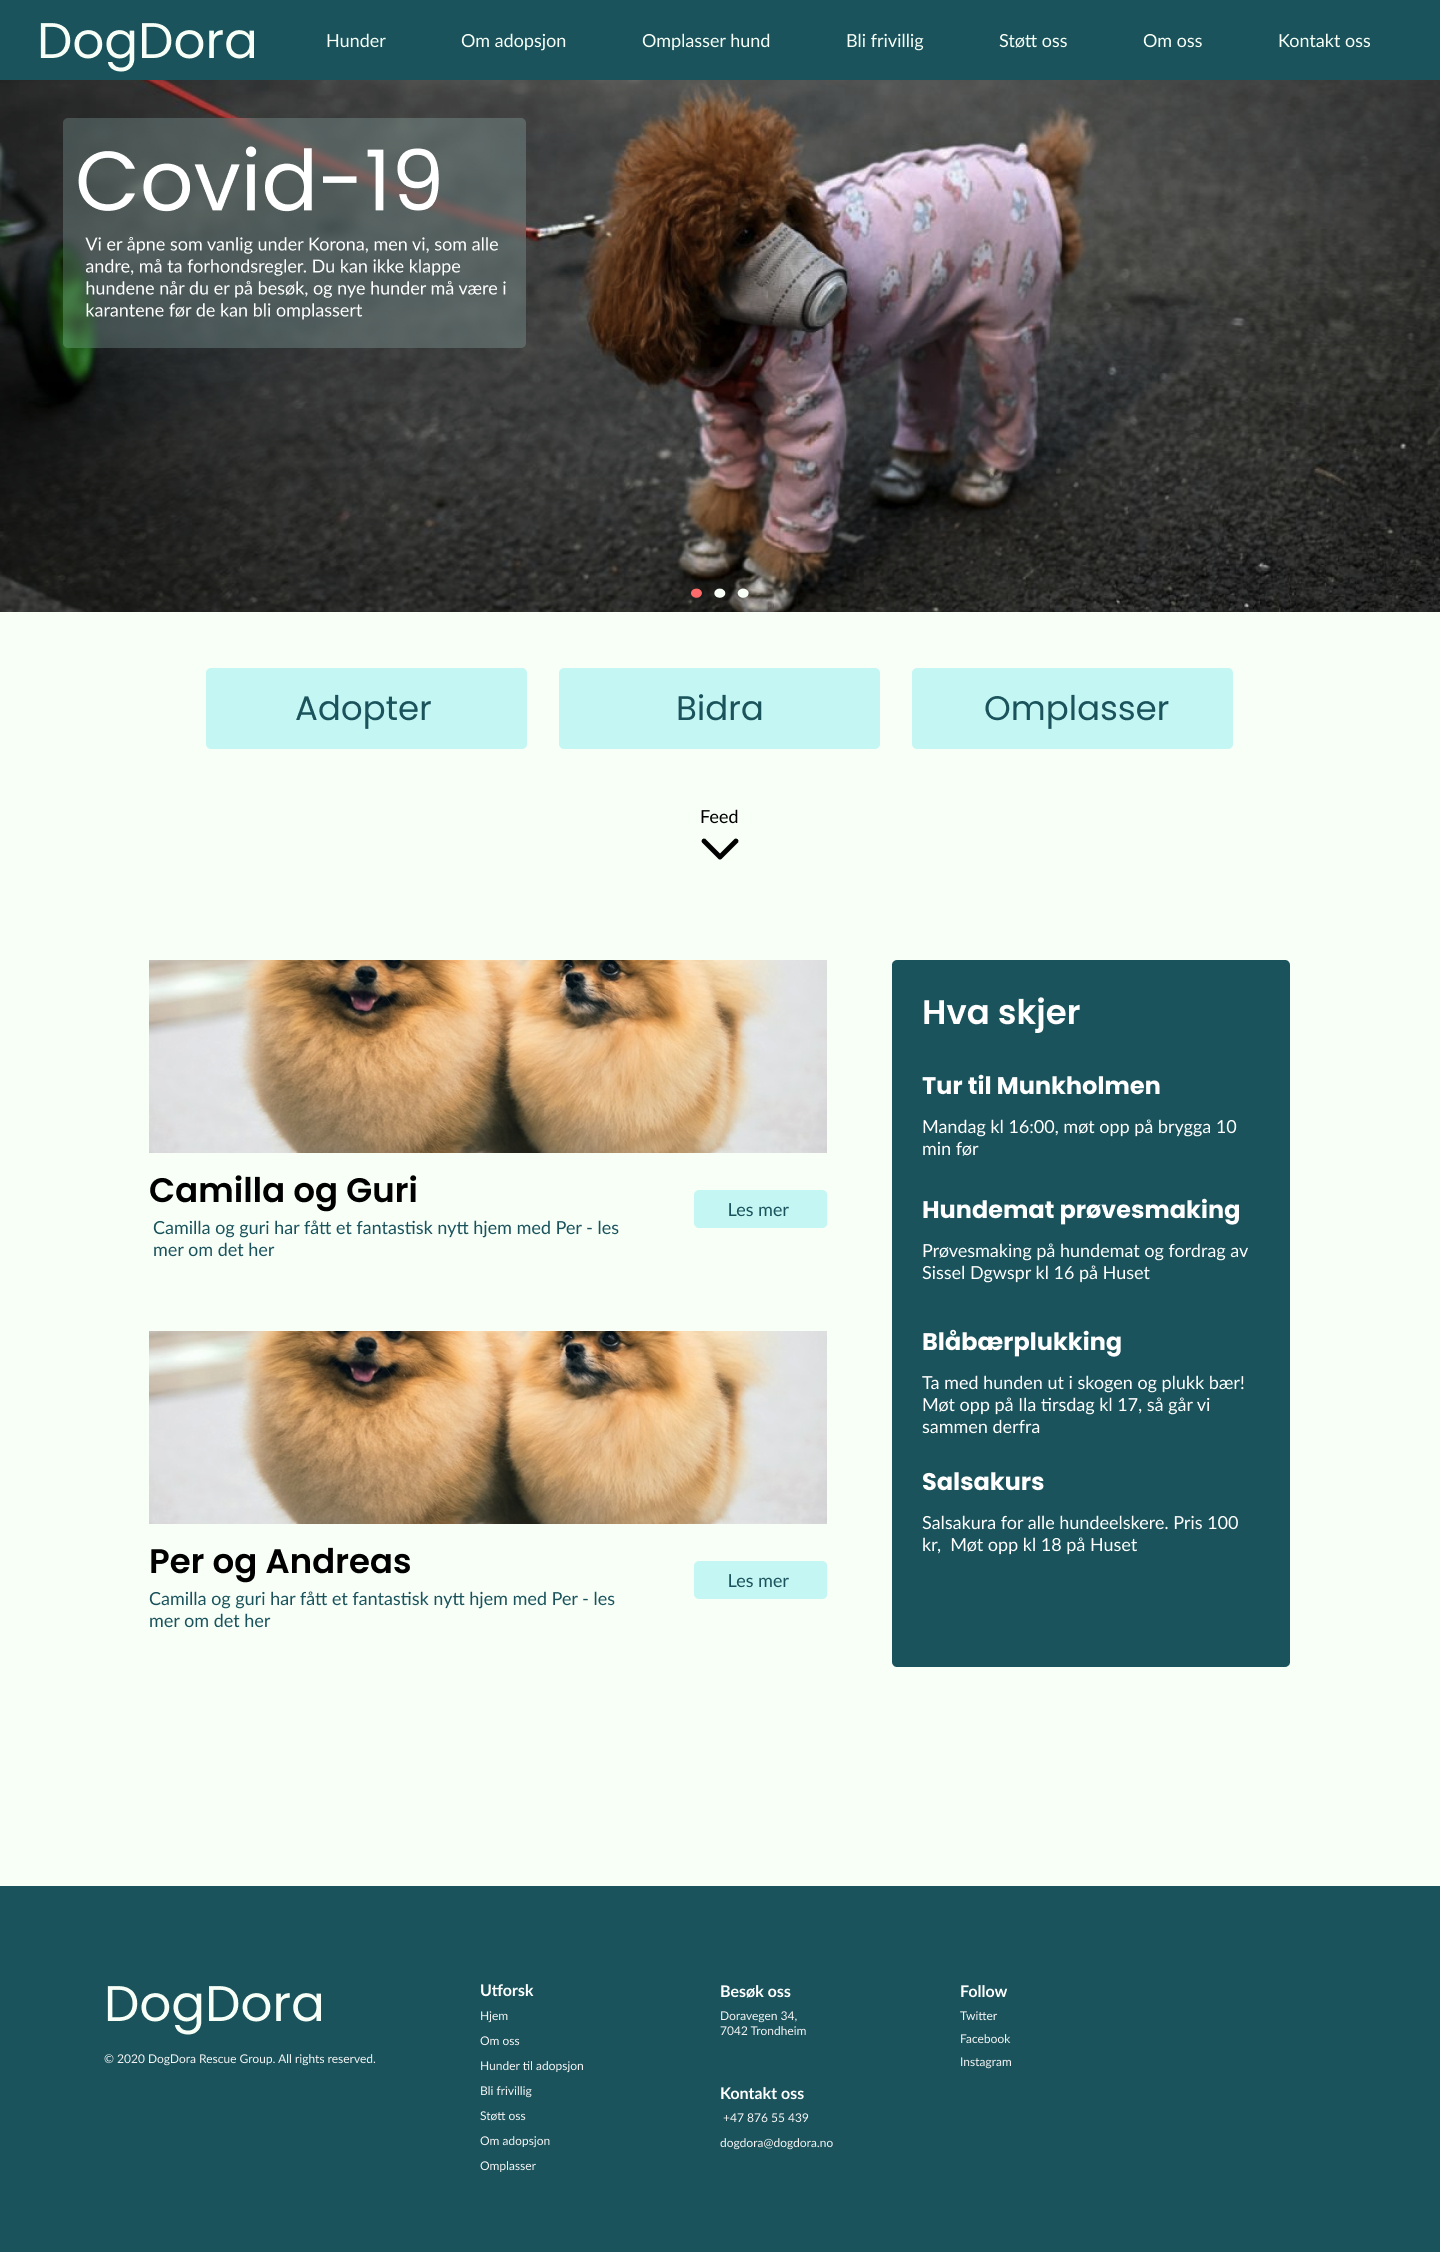 DogDora
Hunder
Om adopsjon
Omplasser hund
Bli frivillig
Støtt oss
Om oss
Kontakt oss
Covid-19
Vi er åpne som vanlig under Korona, men vi, som alle
andre, må ta forhondsregler. Du kan ikke klappe
hundene når du er på besøk, og nye hunder må være i
karantene før de kan bli omplassert
Adopter
Bidra
Omplasser
Feed
Camilla og Guri
Camilla og guri har fått et fantastisk nytt hjem med Per - les
mer om det her
Les mer
Per og Andreas
Camilla og guri har fått et fantastisk nytt hjem med Per - les
mer om det her
Les mer
Hva skjer
Tur til Munkholmen
Mandag kl 16:00, møt opp på brygga 10
min før
Hundemat prøvesmaking
Prøvesmaking på hundemat og fordrag av
Sissel Dgwspr kl 16 på Huset
Blåbærplukking
Ta med hunden ut i skogen og plukk bær!
Møt opp på Ila tirsdag kl 17, så går vi
sammen derfra
Salsakurs
Salsakura for alle hundeelskere. Pris 100
kr,  Møt opp kl 18 på Huset
DogDora
© 2020 DogDora Rescue Group. All rights reserved.
Utforsk
Hjem
Om oss
Hunder til adopsjon
Bli frivillig
Støtt oss
Om adopsjon
Omplasser
Besøk oss
Doravegen 34,
7042 Trondheim
Kontakt oss
+47 876 55 439
dogdora@dogdora.no
Follow
Twitter
Facebook
Instagram